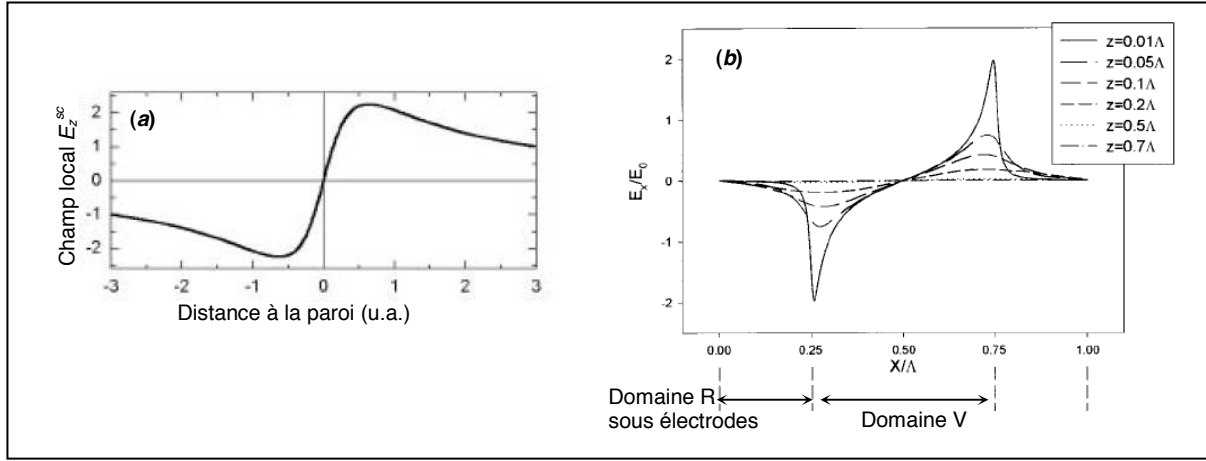 (a)
Champ local E_z^sc
2
1
0
-1
-2
-3 -2 -1 0 1 2 3
Distance à la paroi (u.a.)
(b)
z=0.01Λ
z=0.05Λ
z=0.1Λ
z=0.2Λ
z=0.5Λ
z=0.7Λ
E_x/E_0
2
1
0
-1
-2
0.00 0.25 0.50 0.75 1.00
X/Λ
Domaine R
sous électrodes
Domaine V